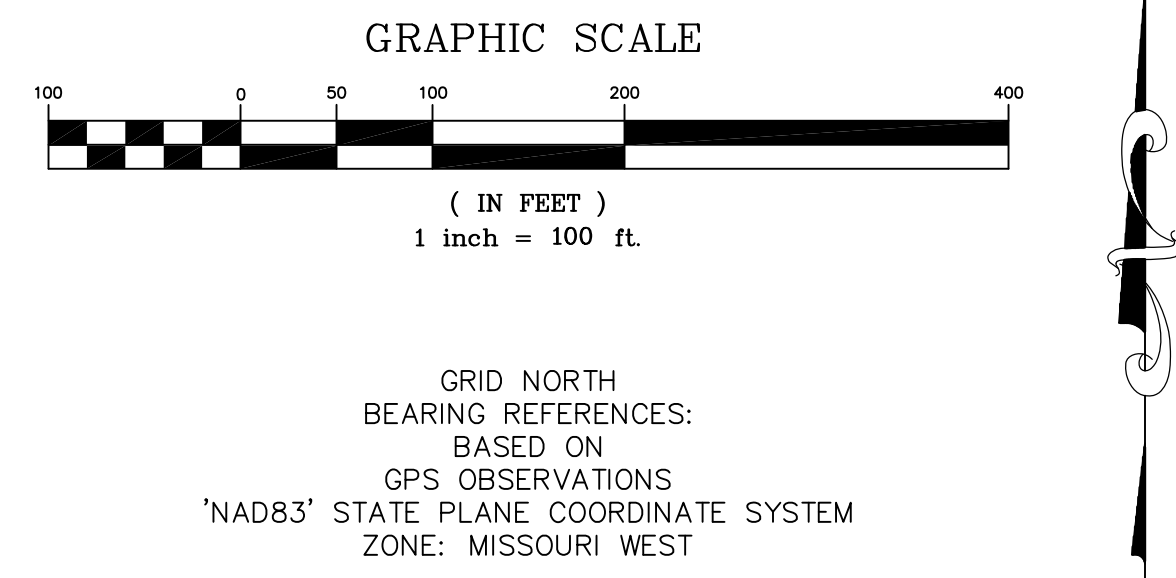 GRAPHIC SCALE
100 0 50 100 200 400
( IN FEET )
1 inch = 100 ft.
GRID NORTH
BEARING REFERENCES:
BASED ON
GPS OBSERVATIONS
'NAD83' STATE PLANE COORDINATE SYSTEM
ZONE: MISSOURI WEST